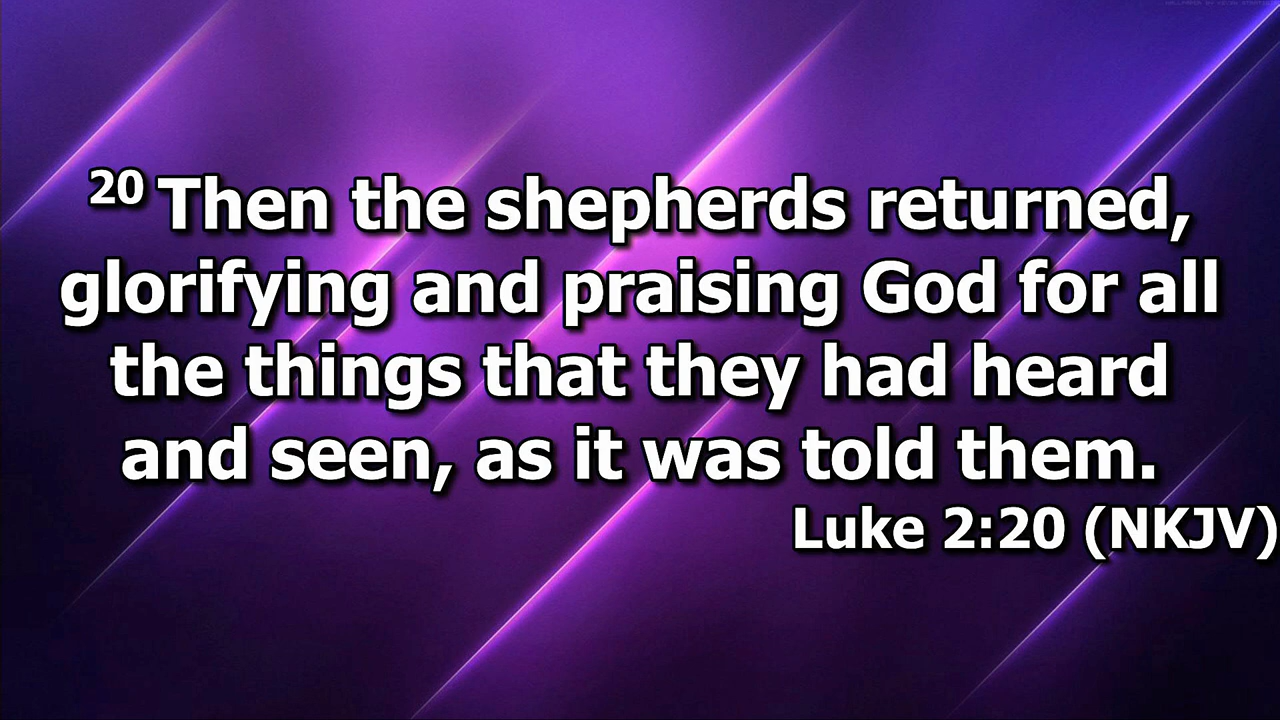 20 Then the shepherds returned,
glorifying and praising God for all
the things that they had heard
and seen, as it was told them.
Luke 2:20 (NKJV)